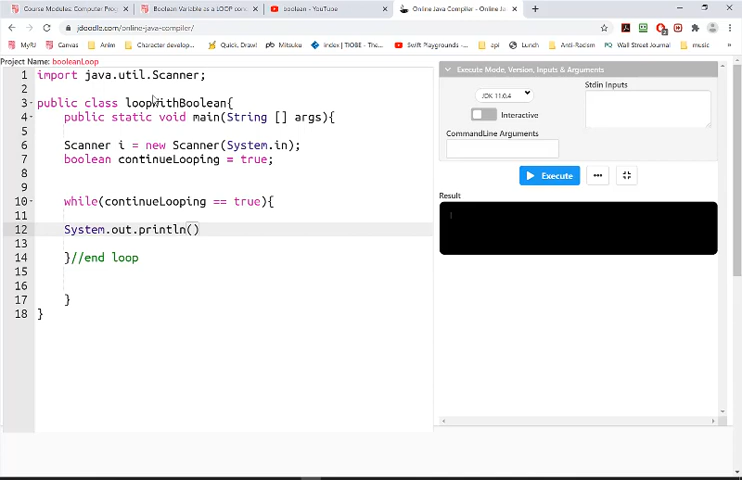 Course Modules: Computer Prog
Boolean Variable as a LOOP con
boolean - YouTube
Online Java Compiler - Online Ja
jdoodle.com/online-java-compiler/
MyRJ
Canvas
Anim
Character develop...
Quick, Draw!
Mitsuke
index | TIOBE - The...
Swift Playgrounds -...
api
Lunch
Anti-Racism
Wall Street Journal
music
Project Name: booleanLoop
1 import java.util.Scanner;
2
3 public class loopwithBoolean{
4 public static void main(String [] args){
5
6 Scanner i = new Scanner(System.in);
7 boolean continueLooping = true;
8
9
10 while(continueLooping == true){
11
12 System.out.println()
13
14 }//end loop
15
16
17 }
18 }
Execute Mode, Version, Inputs & Arguments
JDK 11.0.4
Interactive
Stdin Inputs
CommandLine Arguments
Execute
Result